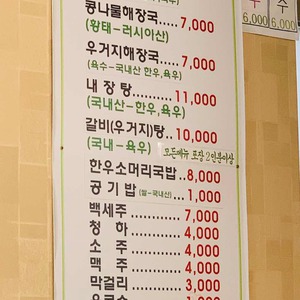 콩나물해장국.....7,000
(황태-러시아산)
우거지해장국.....7,000
(육수-국내산 한우,육우)
내장탕..........11,000
(국내산-한우,육우)
갈비(우거지)탕..10,000
(국내-육우)
모든메뉴 포장 2인분이상
한우소머리국밥..8,000
공기밥(쌀-국내산)...1,000
백세주..........7,000
청하............4,000
소주............4,000
맥주............4,000
막걸리..........3,000
6,000
6,000